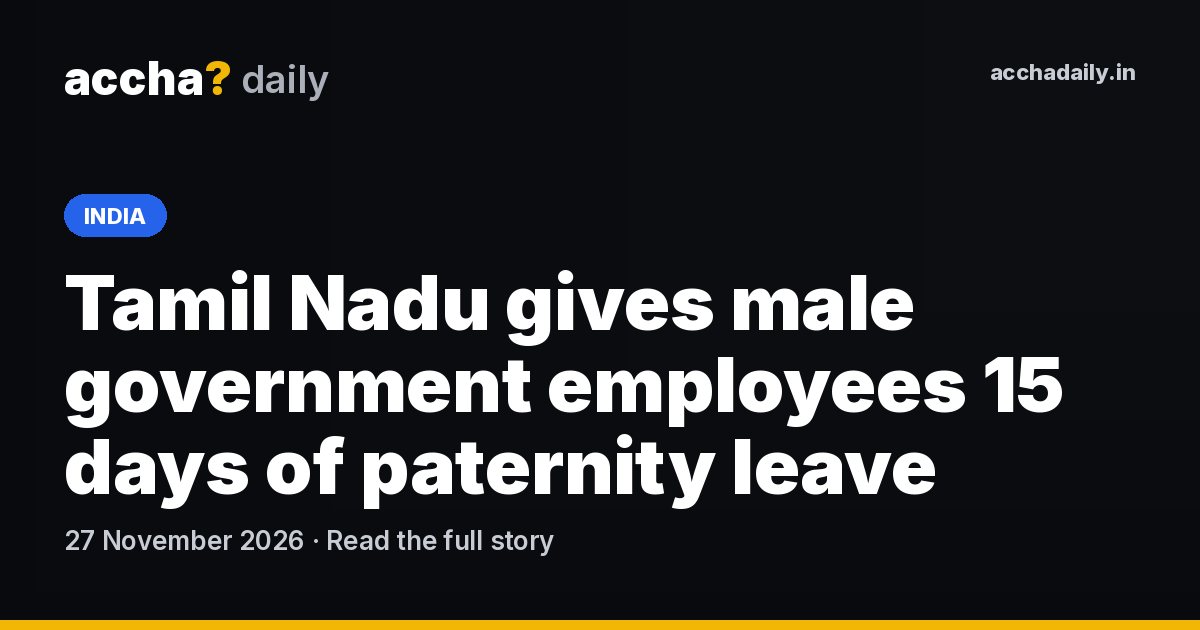 accha? daily
acchadaily.in
INDIA
Tamil Nadu gives male
government employees 15
days of paternity leave
27 November 2026 · Read the full story